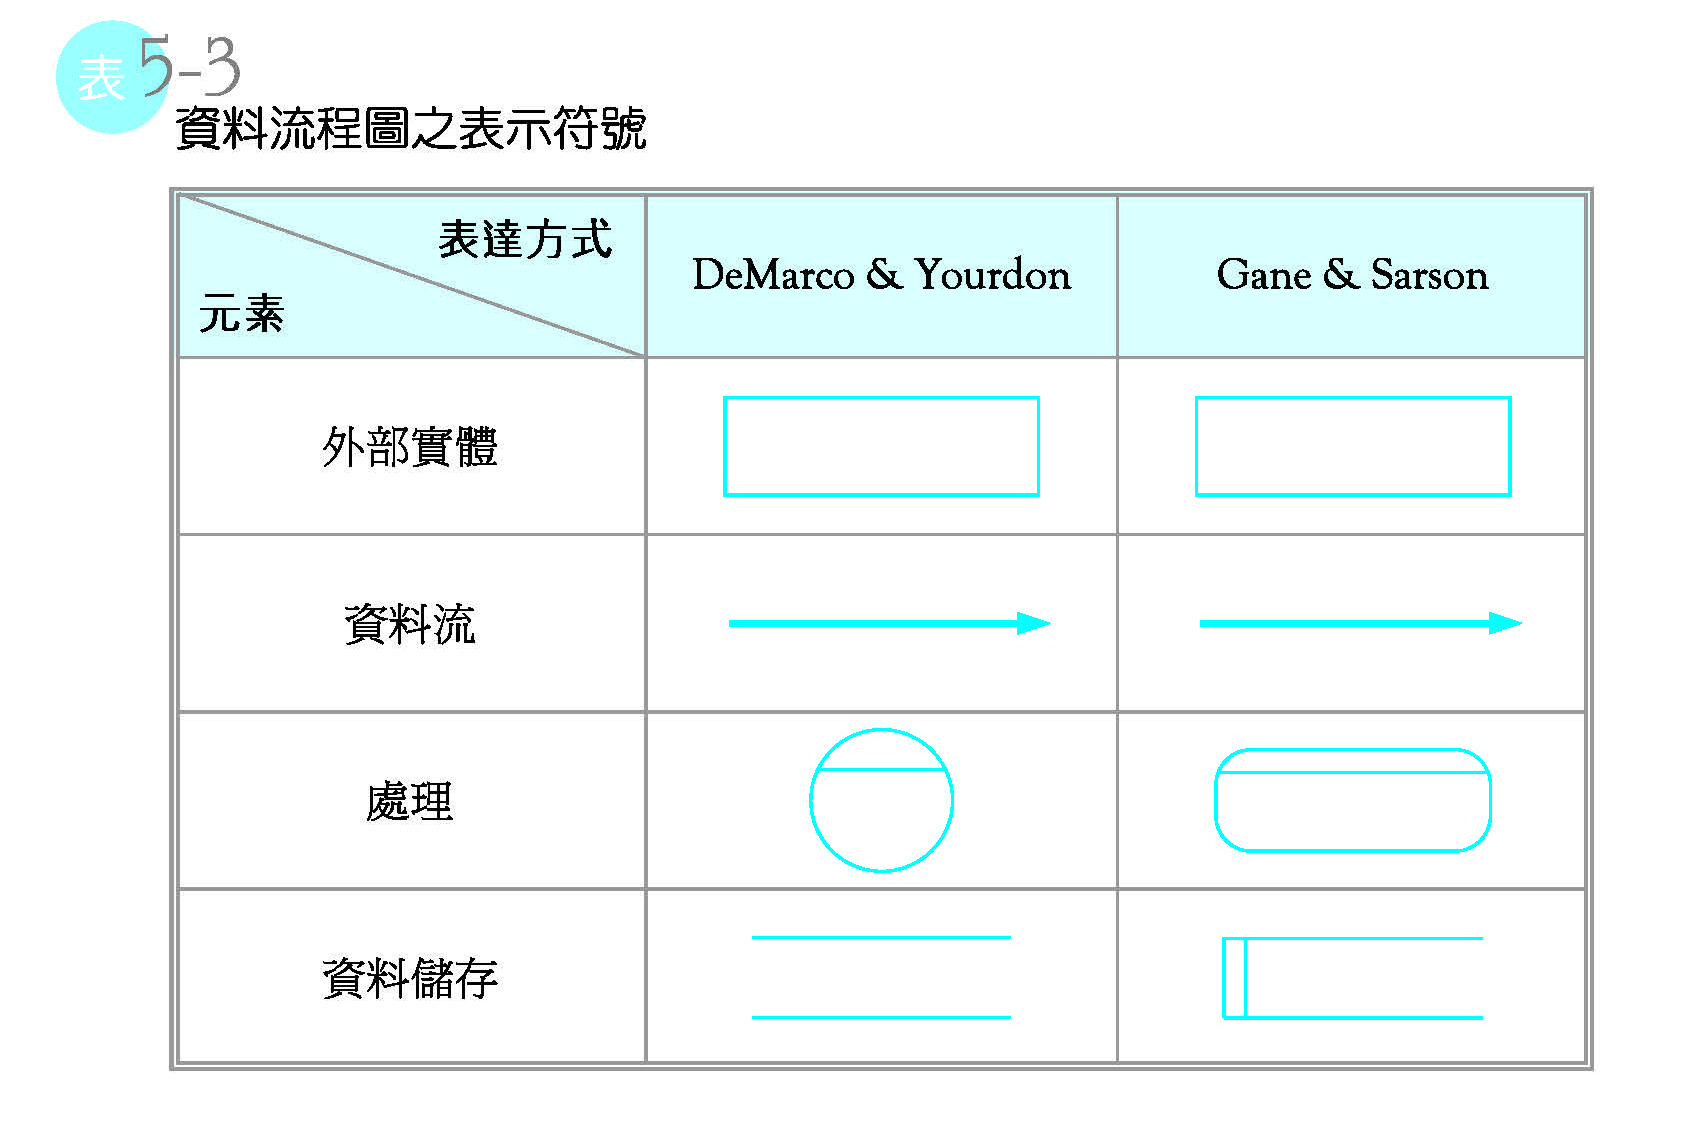 表 5-3
資料流程圖之表示符號
表達方式
元素
DeMarco & Yourdon
Gane & Sarson
外部實體
資料流
處理
資料儲存